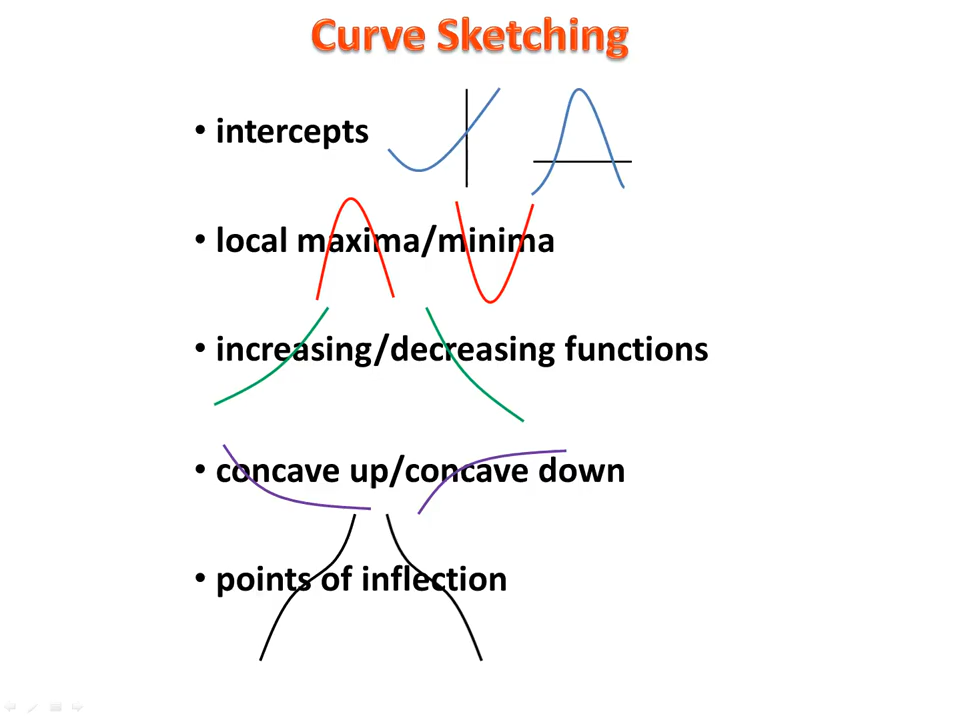 Curve Sketching
• intercepts
• local maxima/minima
• increasing/decreasing functions
• concave up/concave down
• points of inflection